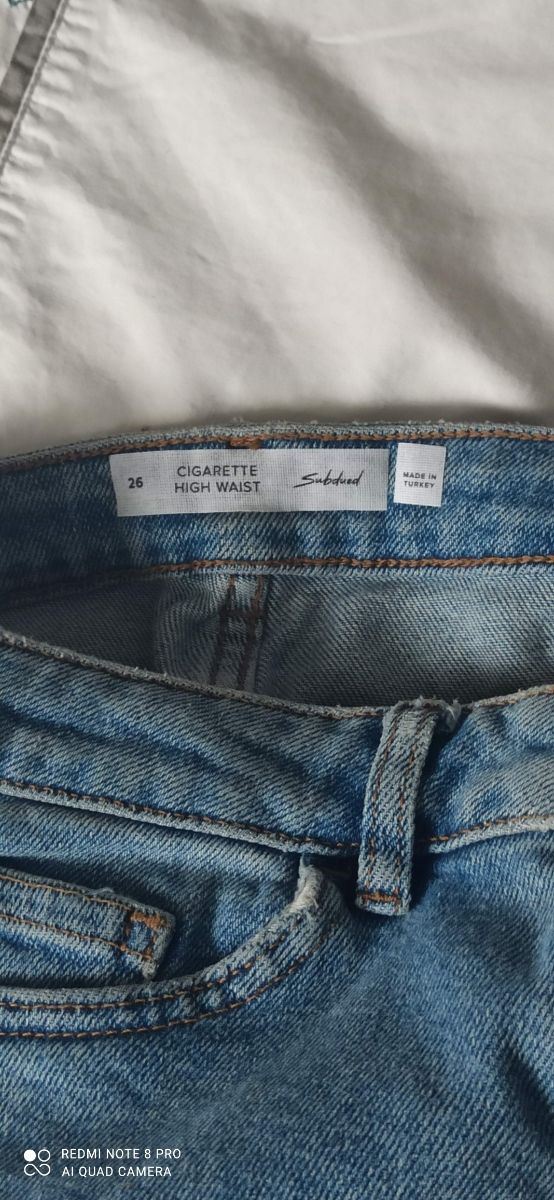 26
CIGARETTE
HIGH WAIST
Subdued
MADE IN
TURKEY
REDMI NOTE 8 PRO
AI QUAD CAMERA